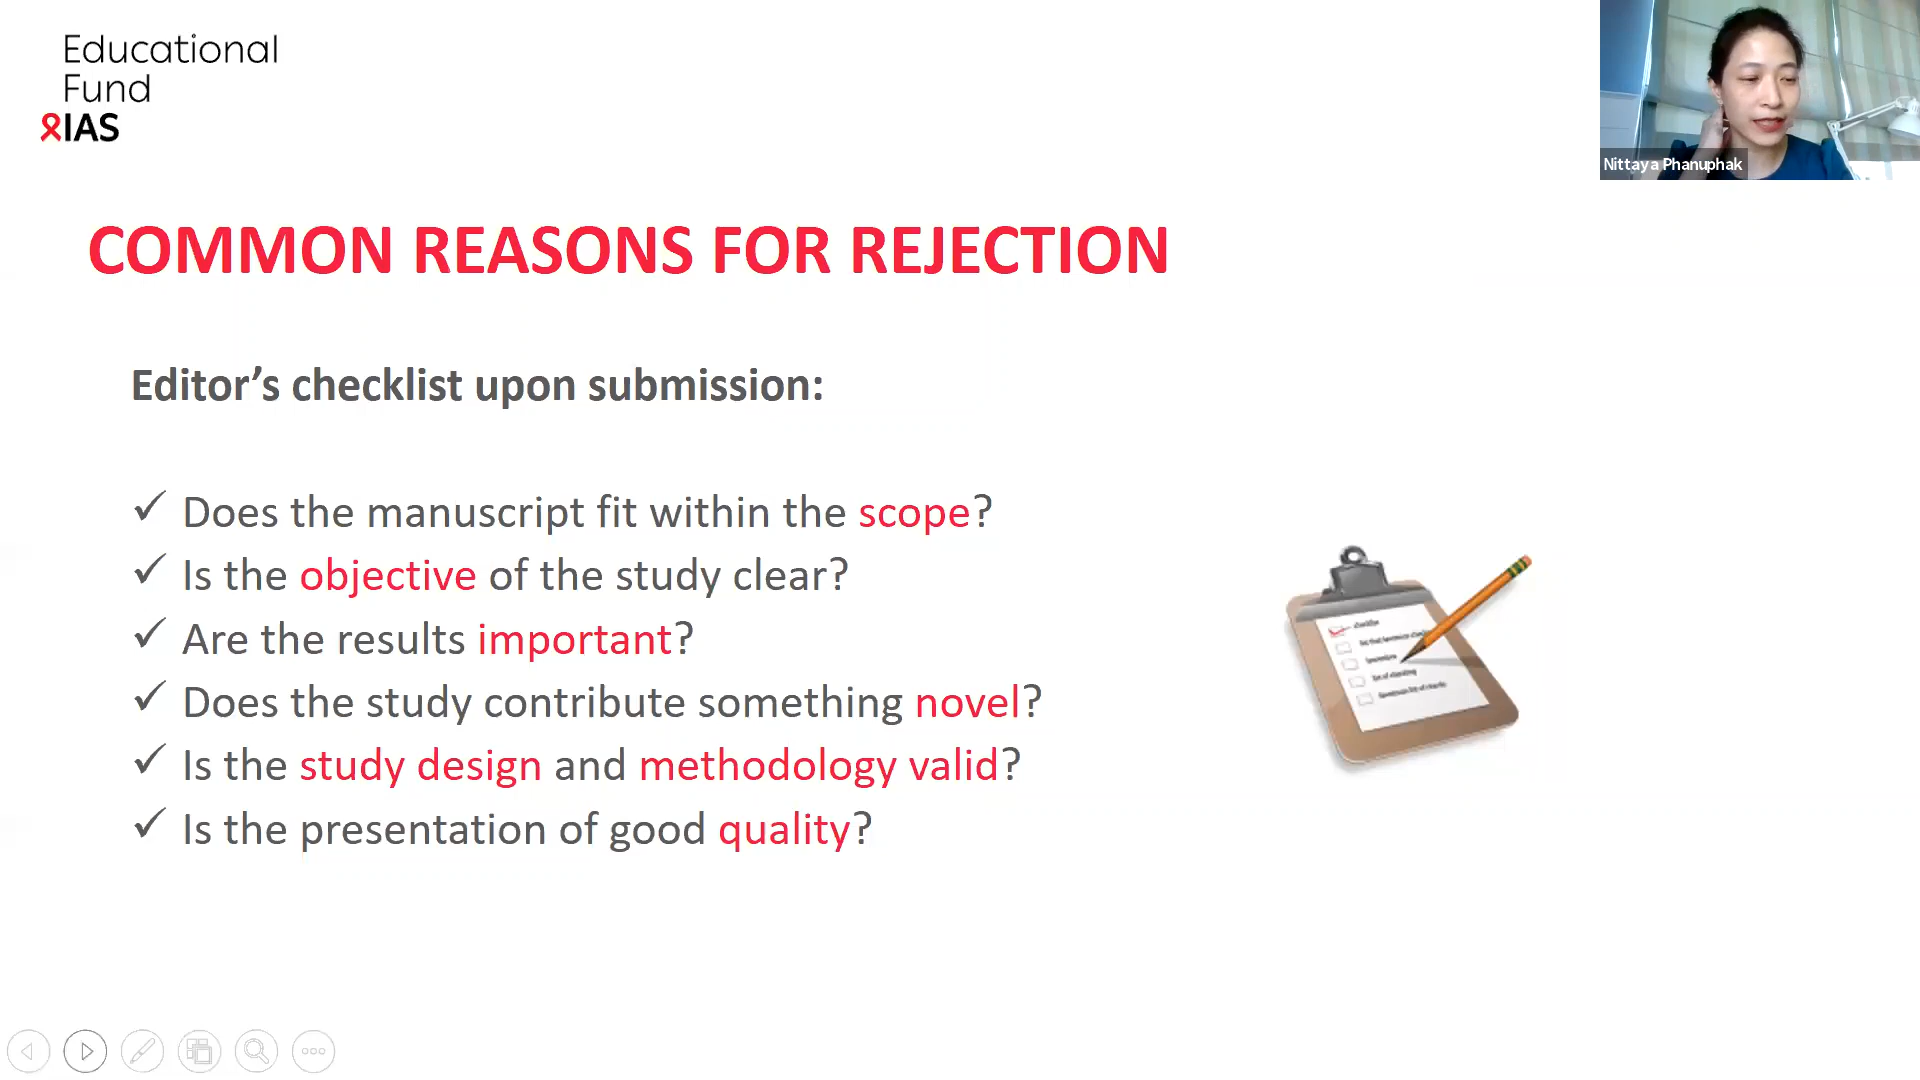 Educational
Fund
IAS
Nittaya Phanuphak
COMMON REASONS FOR REJECTION
Editor’s checklist upon submission:
✓ Does the manuscript fit within the scope?
✓ Is the objective of the study clear?
✓ Are the results important?
✓ Does the study contribute something novel?
✓ Is the study design and methodology valid?
✓ Is the presentation of good quality?
checklist